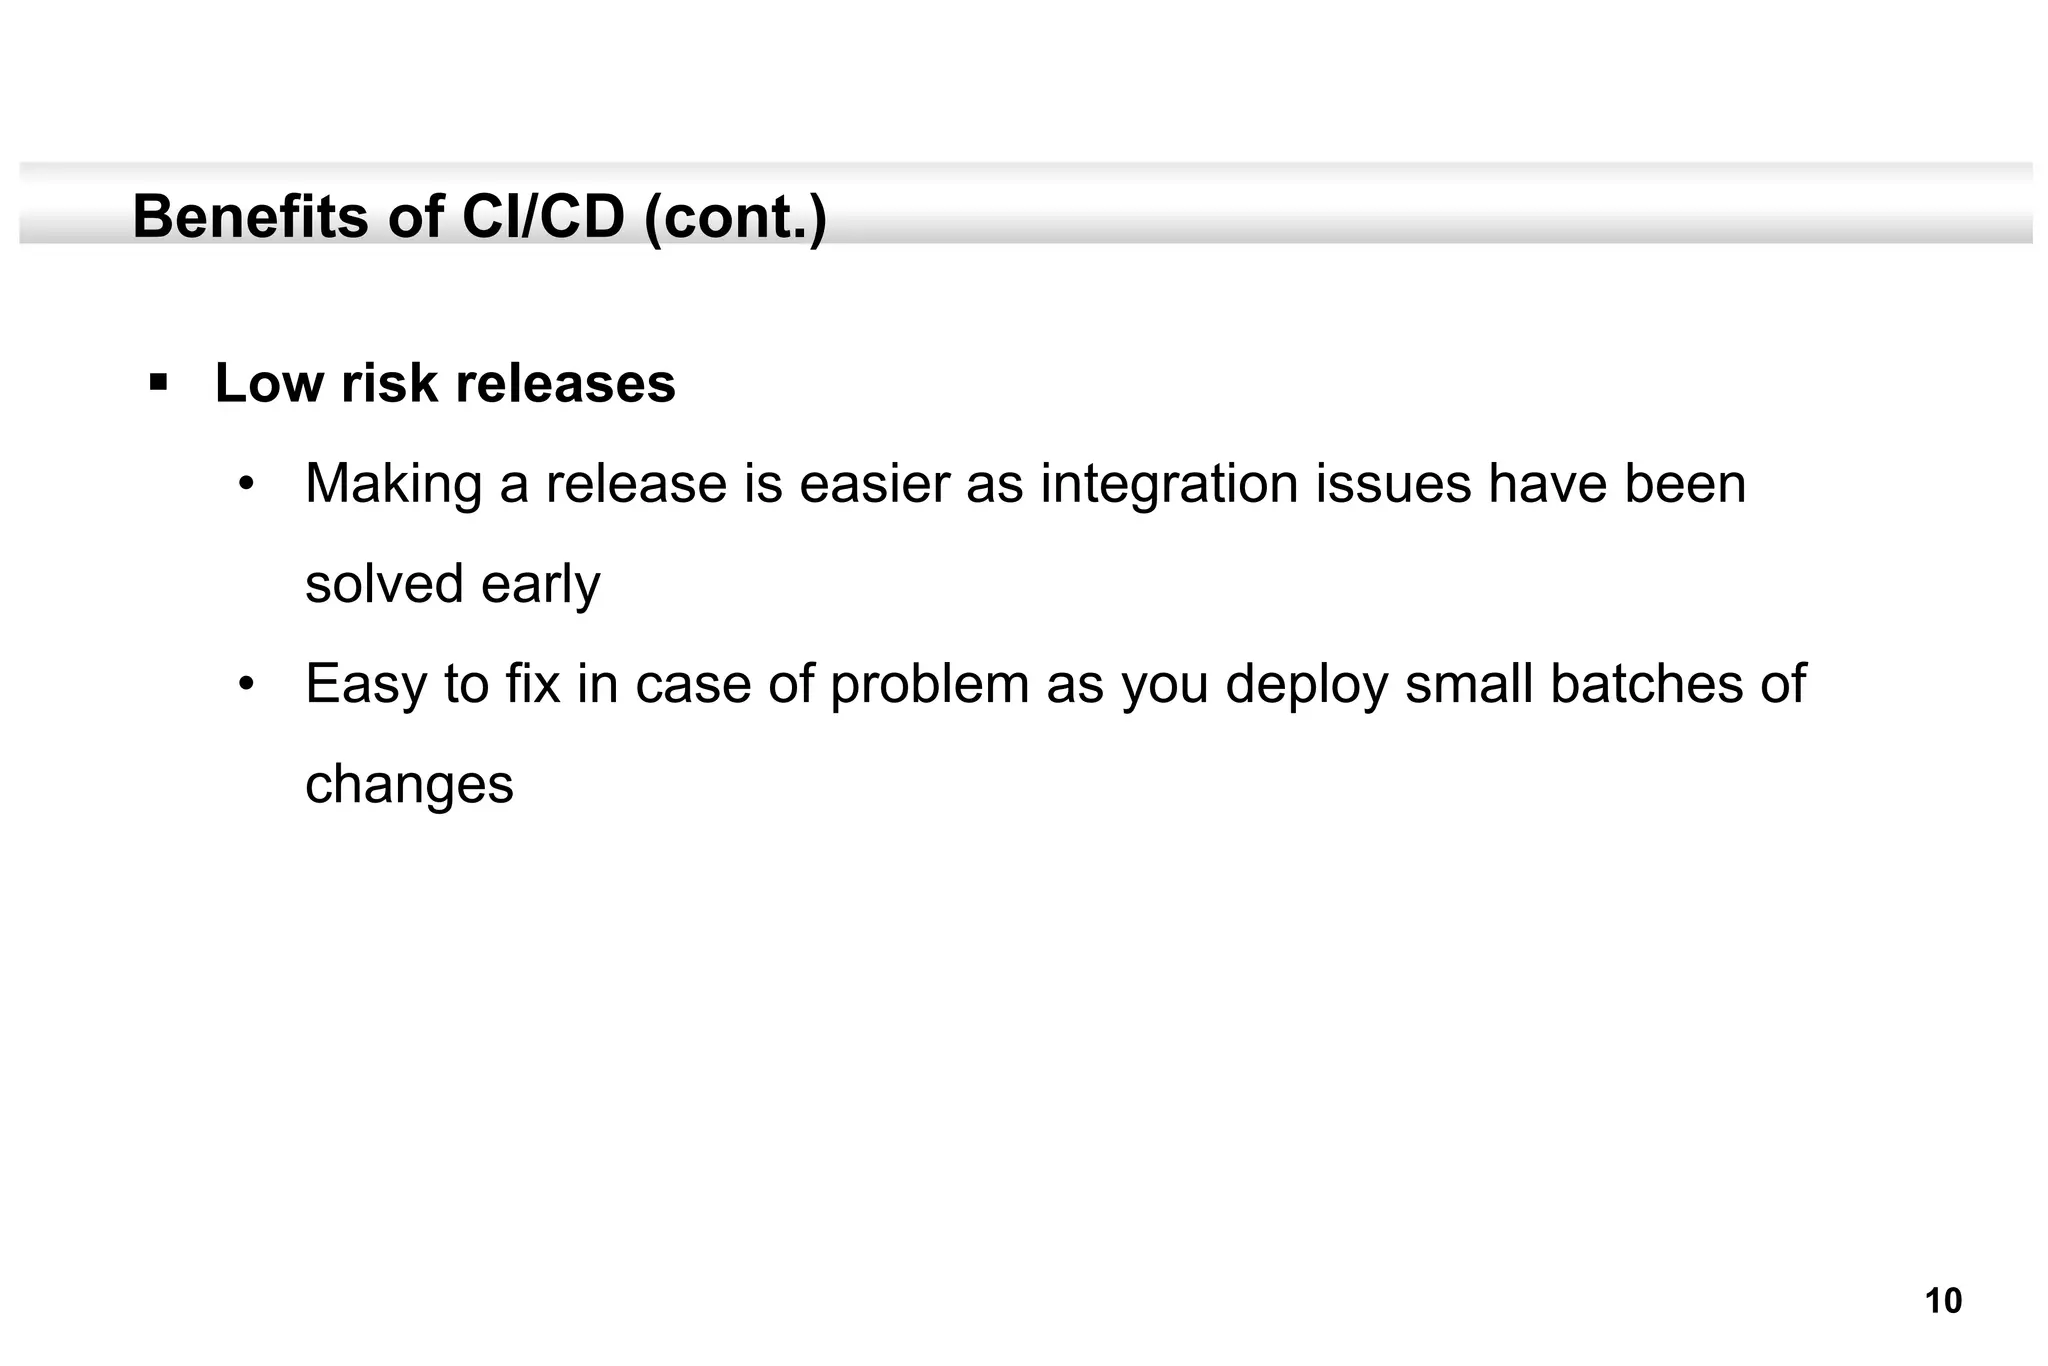 Benefits of CI/CD (cont.)
▪ Low risk releases
• Making a release is easier as integration issues have been
solved early
• Easy to fix in case of problem as you deploy small batches of
changes
10